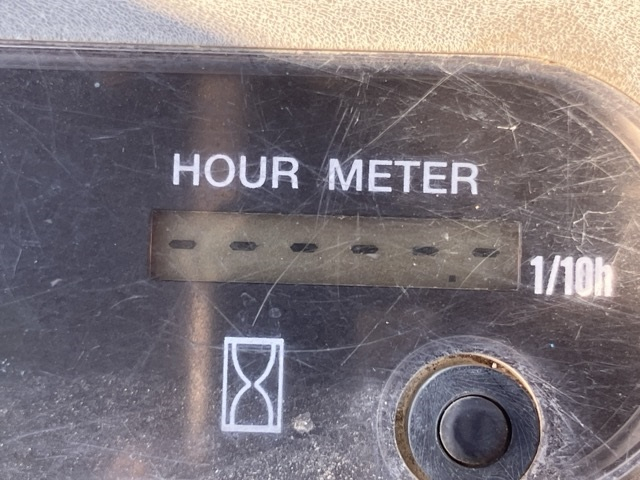 HOUR METER
-----.-
1/10h